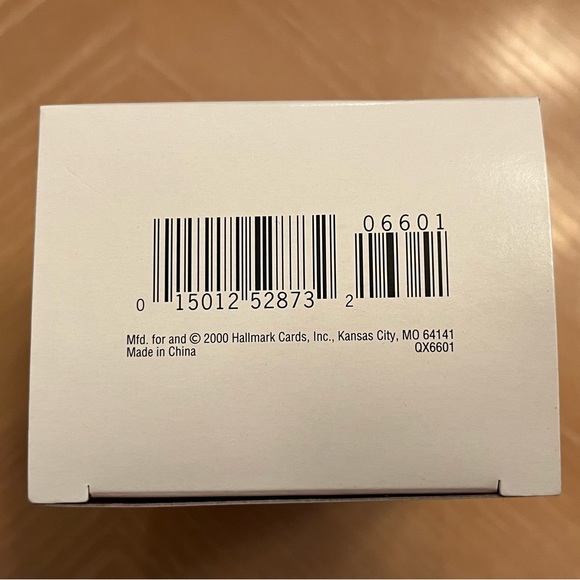 06601
0 15012 52873 2
Mfd. for and © 2000 Hallmark Cards, Inc., Kansas City, MO 64141
Made in China QX6601